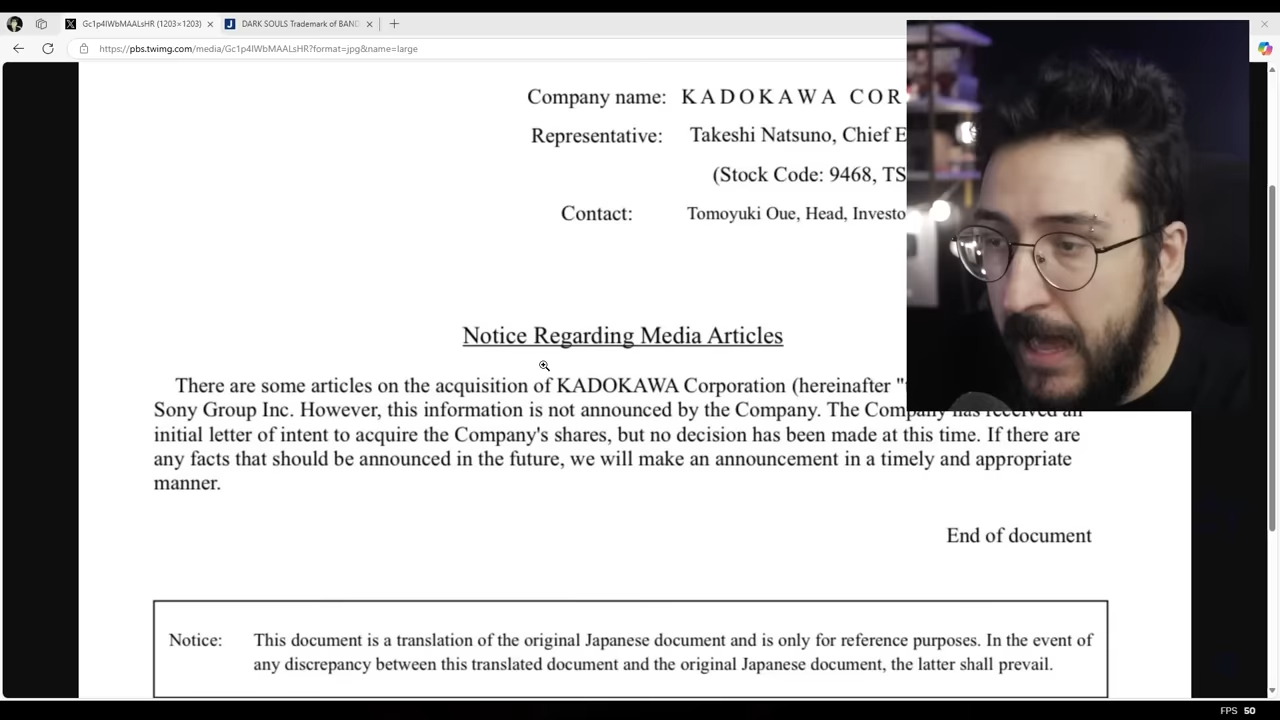 Gc1p4IWbMAALsHR (1203×1203)
DARK SOULS Trademark of BAND
https://pbs.twimg.com/media/Gc1p4IWbMAALsHR?format=jpg&name=large
Company name: KADOKAWA COR
Representative: Takeshi Natsuno, Chief E
(Stock Code: 9468, TS
Contact: Tomoyuki Oue, Head, Investo
Notice Regarding Media Articles
There are some articles on the acquisition of KADOKAWA Corporation (hereinafter "
Sony Group Inc. However, this information is not announced by the Company. The Company has received an
initial letter of intent to acquire the Company's shares, but no decision has been made at this time. If there are
any facts that should be announced in the future, we will make an announcement in a timely and appropriate
manner.
End of document
Notice: This document is a translation of the original Japanese document and is only for reference purposes. In the event of
any discrepancy between this translated document and the original Japanese document, the latter shall prevail.
FPS 50